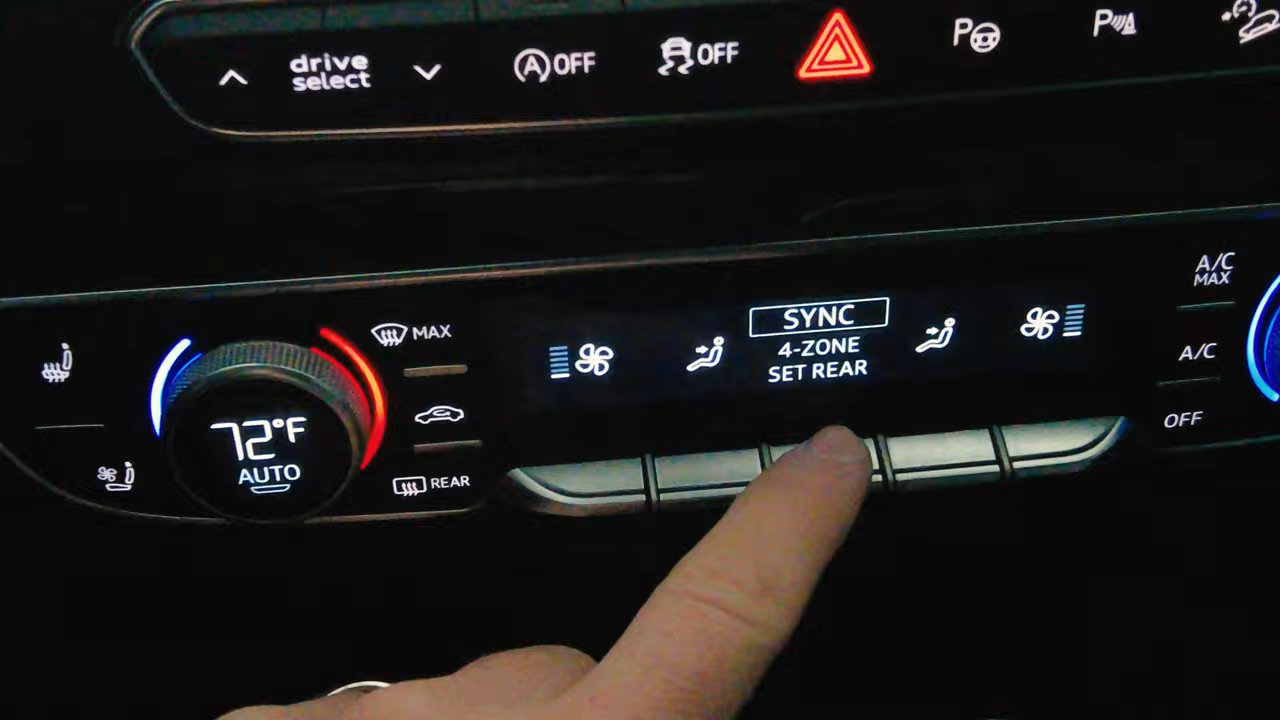 drive
select
A OFF
OFF
P
P
MAX
72°F
AUTO
REAR
SYNC
4-ZONE
SET REAR
A/C
MAX
A/C
OFF